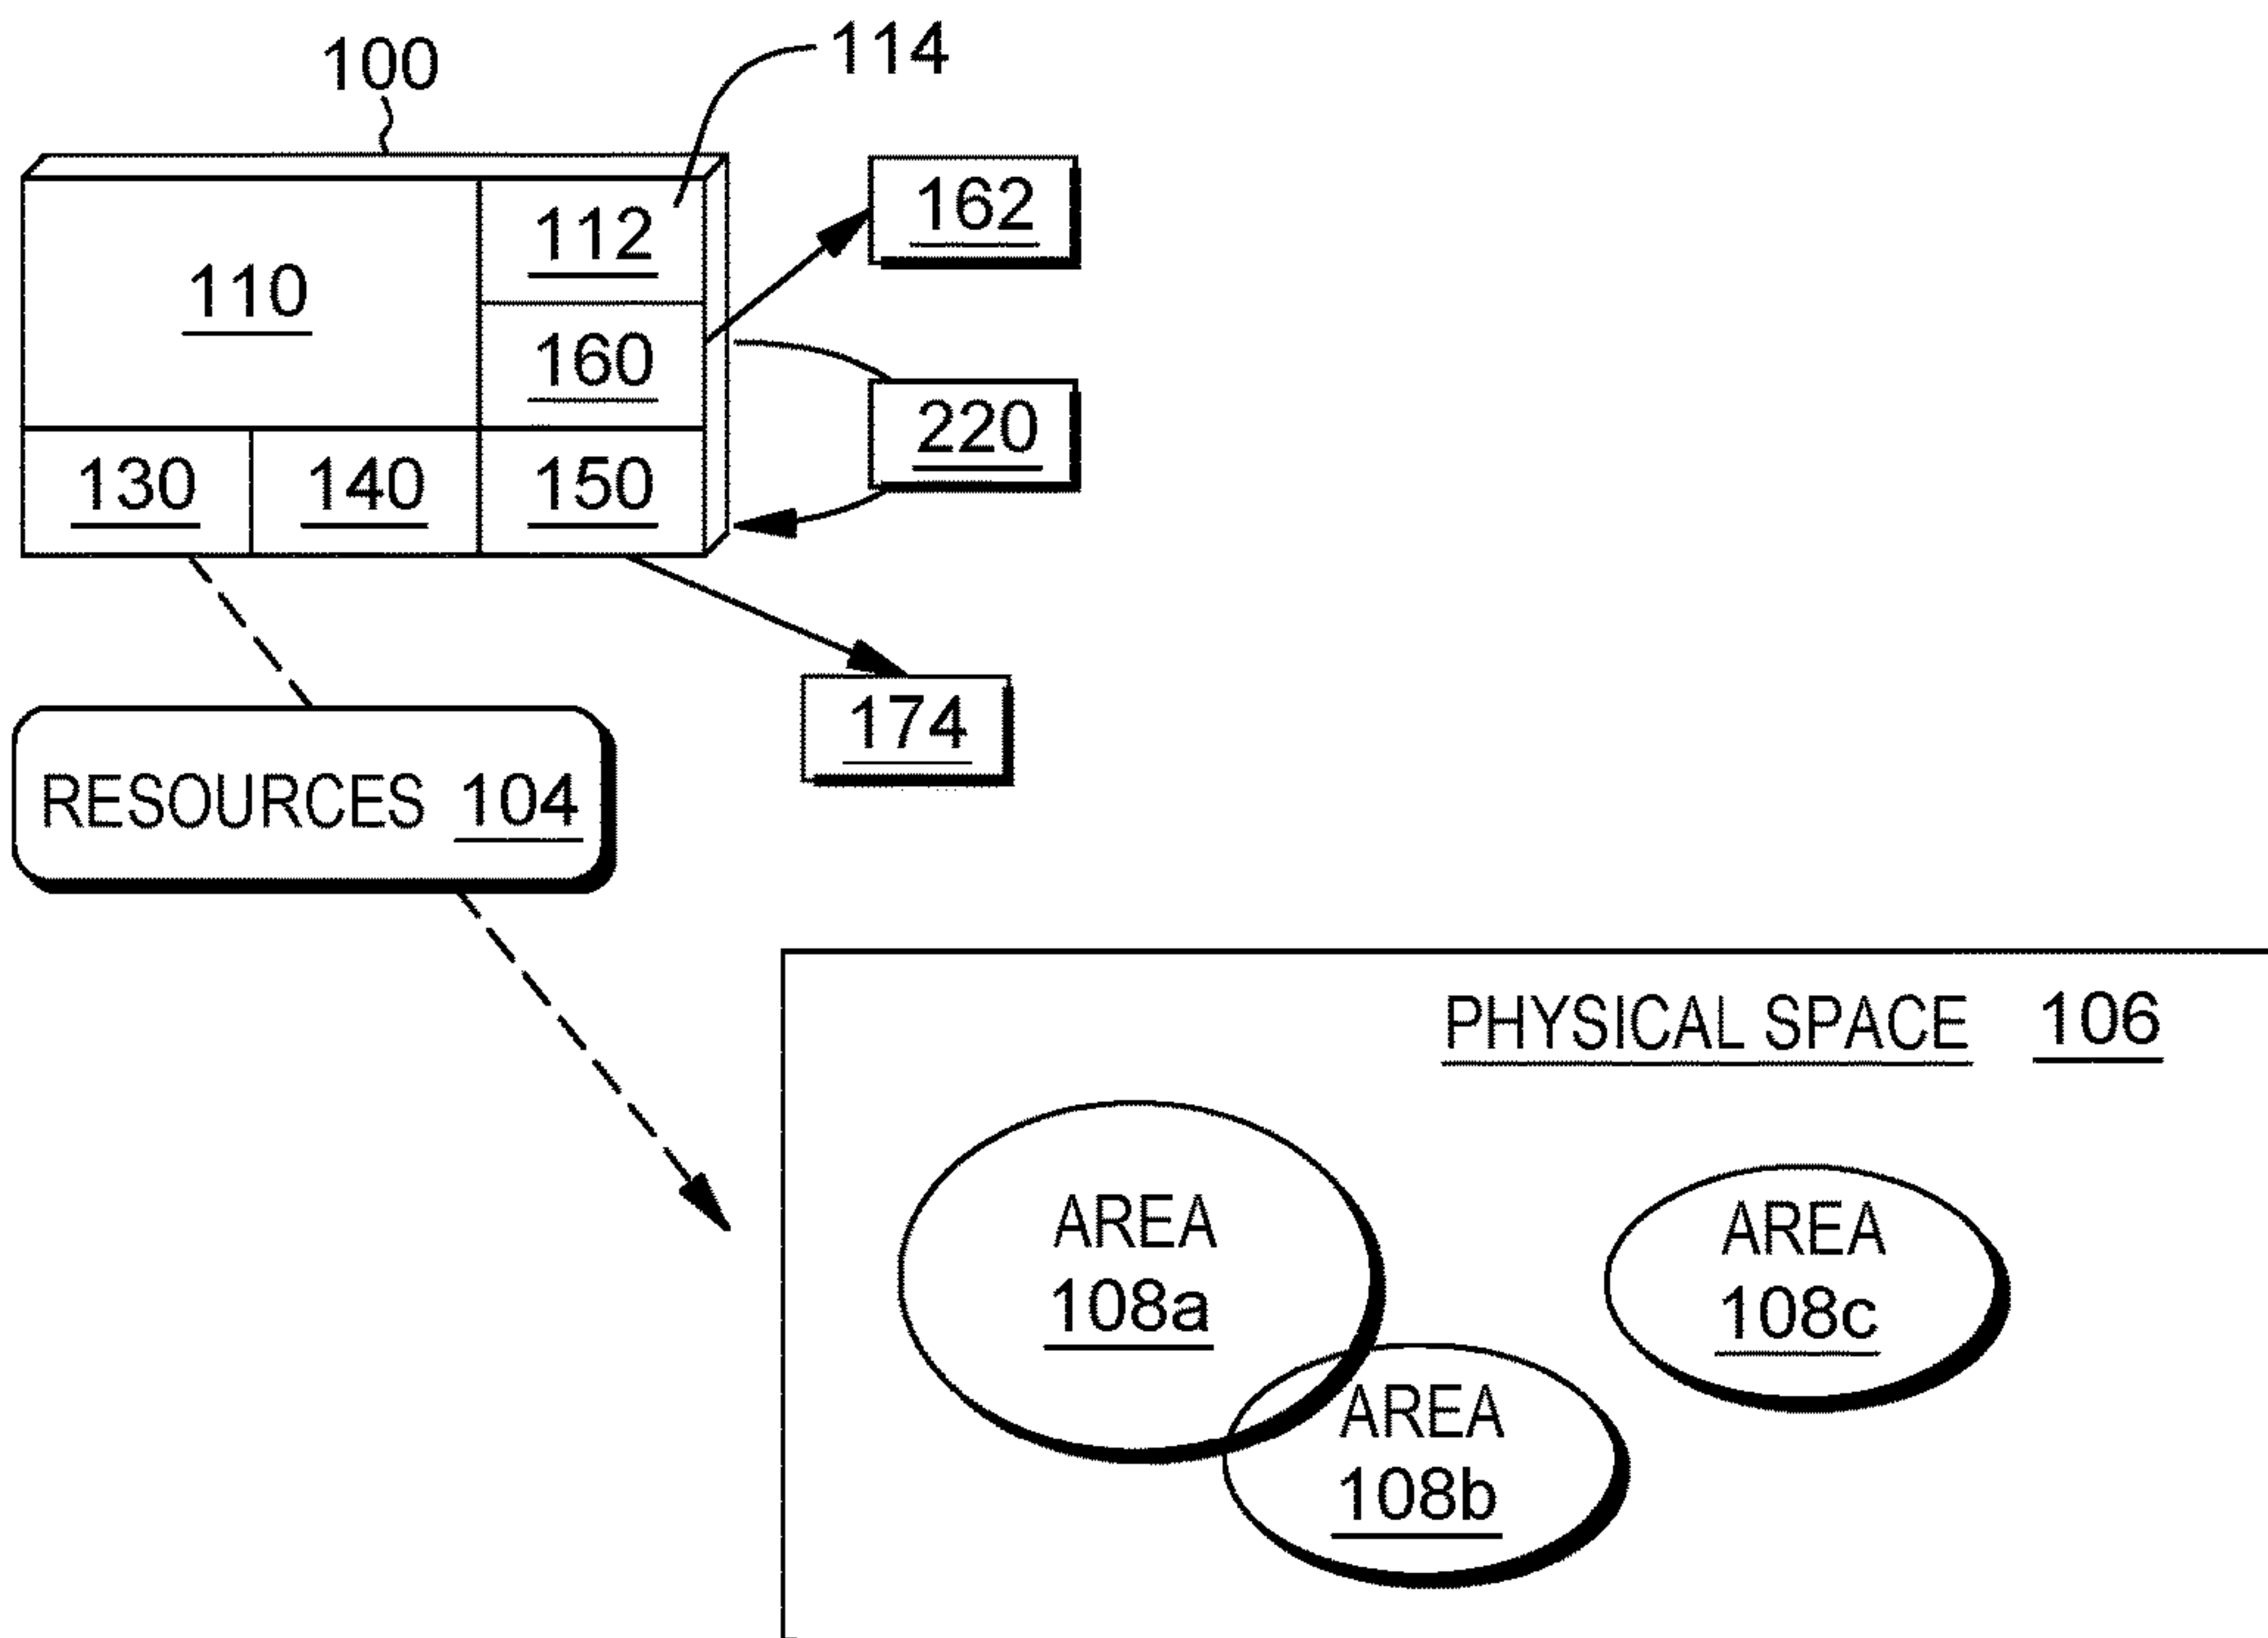 100
114
112
162
110
160
220
130 140 150
174
RESOURCES 104
PHYSICAL SPACE 106
AREA
108a
AREA
108c
AREA
108b